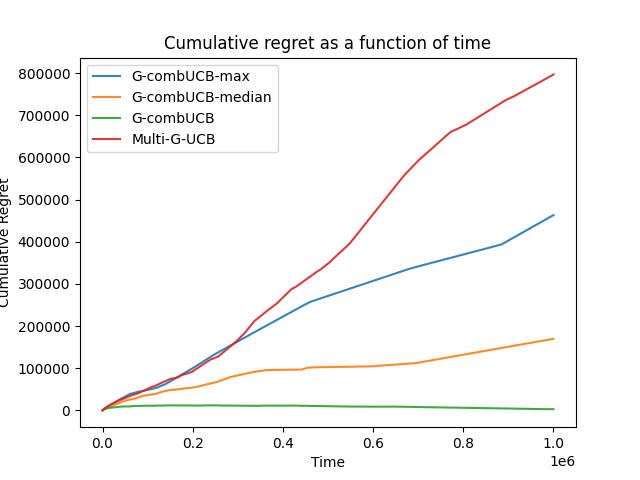 Cumulative regret as a function of time
G-combUCB-max
G-combUCB-median
G-combUCB
Multi-G-UCB
Cumulative Regret
800000
700000
600000
500000
400000
300000
200000
100000
0
0.0 0.2 0.4 0.6 0.8 1.0
1e6
Time